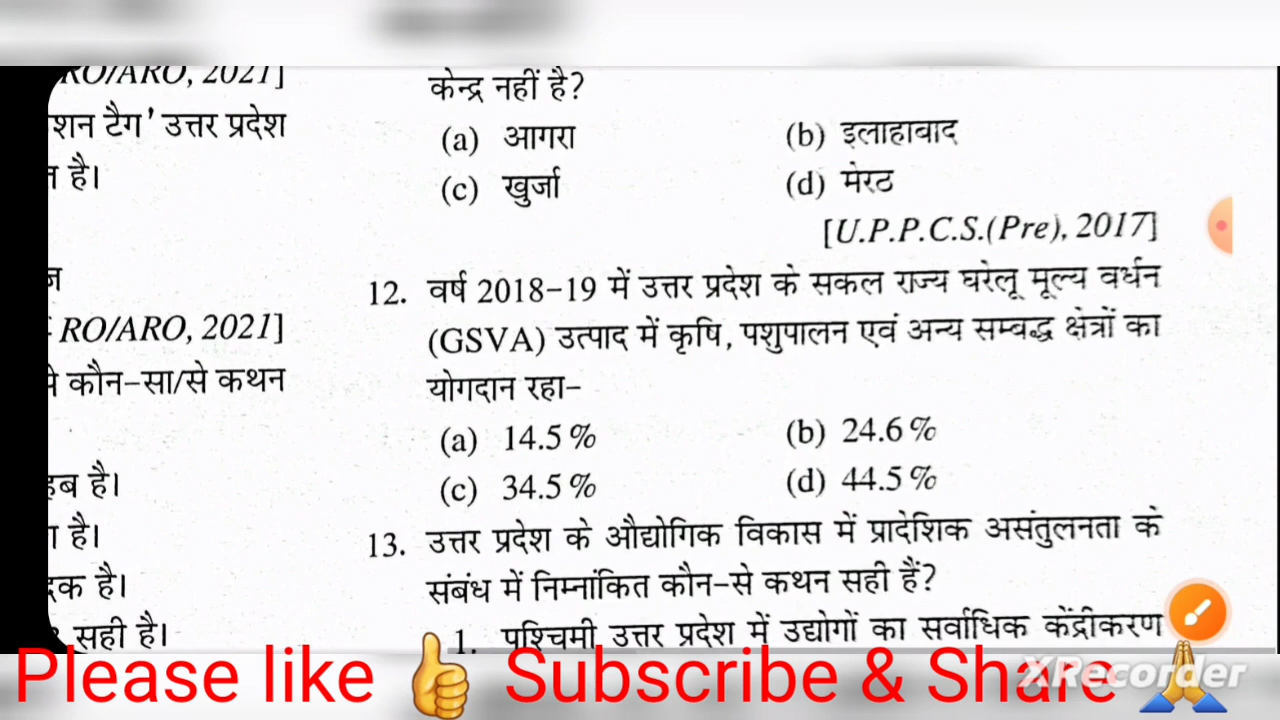 RO/ARO, 2021]
शन टैग' उत्तर प्रदेश
है।
RO/ARO, 2021]
कौन-सा/से कथन
हब है।
है।
दक है।
सही है।
केन्द्र नहीं है?
(a) आगरा (b) इलाहाबाद
(c) खुर्जा (d) मेरठ
[U.P.P.C.S.(Pre), 2017]
12. वर्ष 2018-19 में उत्तर प्रदेश के सकल राज्य घरेलू मूल्य वर्धन
(GSVA) उत्पाद में कृषि, पशुपालन एवं अन्य सम्बद्ध क्षेत्रों का
योगदान रहा-
(a) 14.5% (b) 24.6%
(c) 34.5% (d) 44.5%
13. उत्तर प्रदेश के औद्योगिक विकास में प्रादेशिक असंतुलनता के
संबंध में निम्नांकित कौन-से कथन सही हैं?
1. पश्चिमी उत्तर प्रदेश में उद्योगों का सर्वाधिक केंद्रीकरण
Please like 👍 Subscribe & Share 🙏
XRecorder